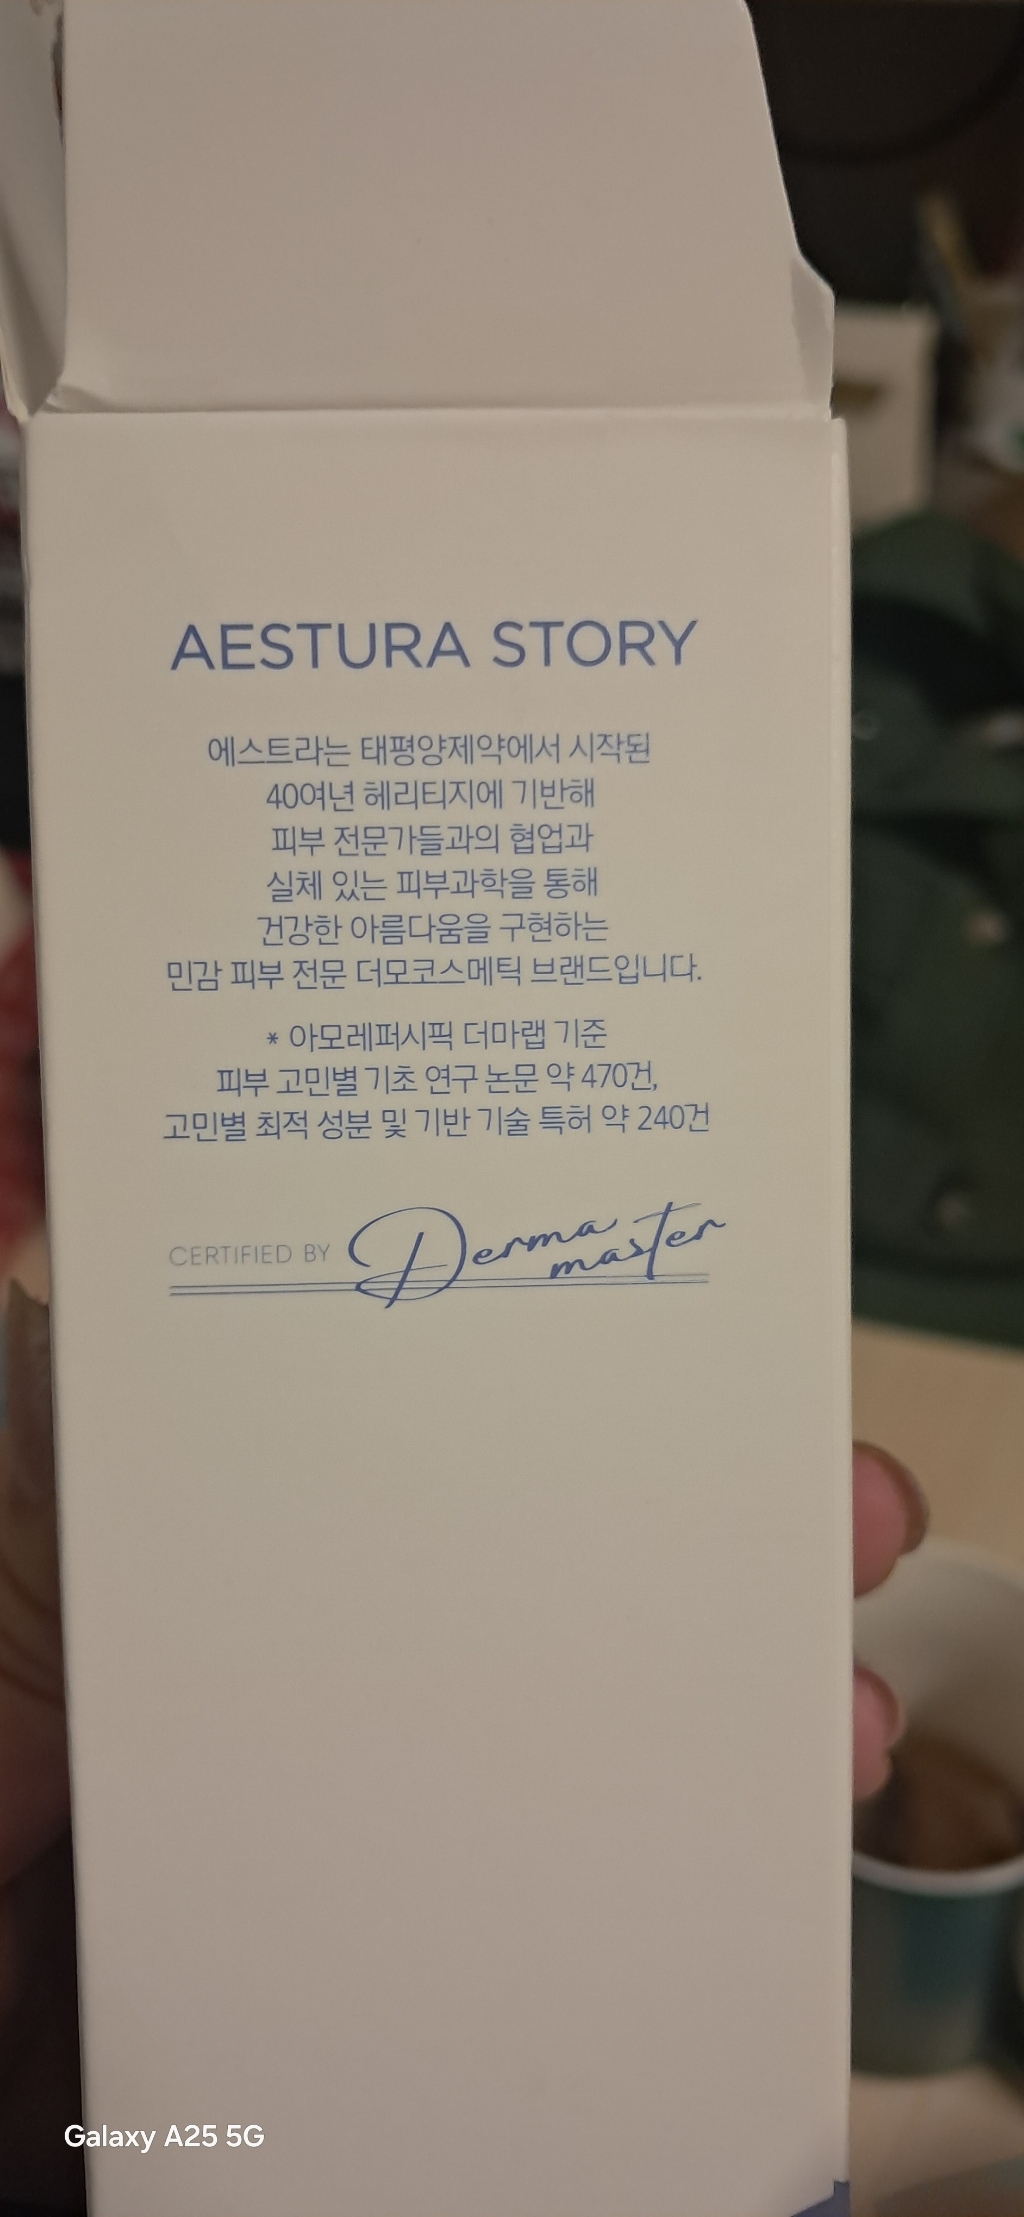 AESTURA STORY
에스트라는 태평양제약에서 시작된
40여년 헤리티지에 기반해
피부 전문가들과의 협업과
실체 있는 피부과학을 통해
건강한 아름다움을 구현하는
민감 피부 전문 더모코스메틱 브랜드입니다.
* 아모레퍼시픽 더마랩 기준
피부 고민별 기초 연구 논문 약 470건,
고민별 최적 성분 및 기반 기술 특허 약 240건
CERTIFIED BY Derma master
Galaxy A25 5G